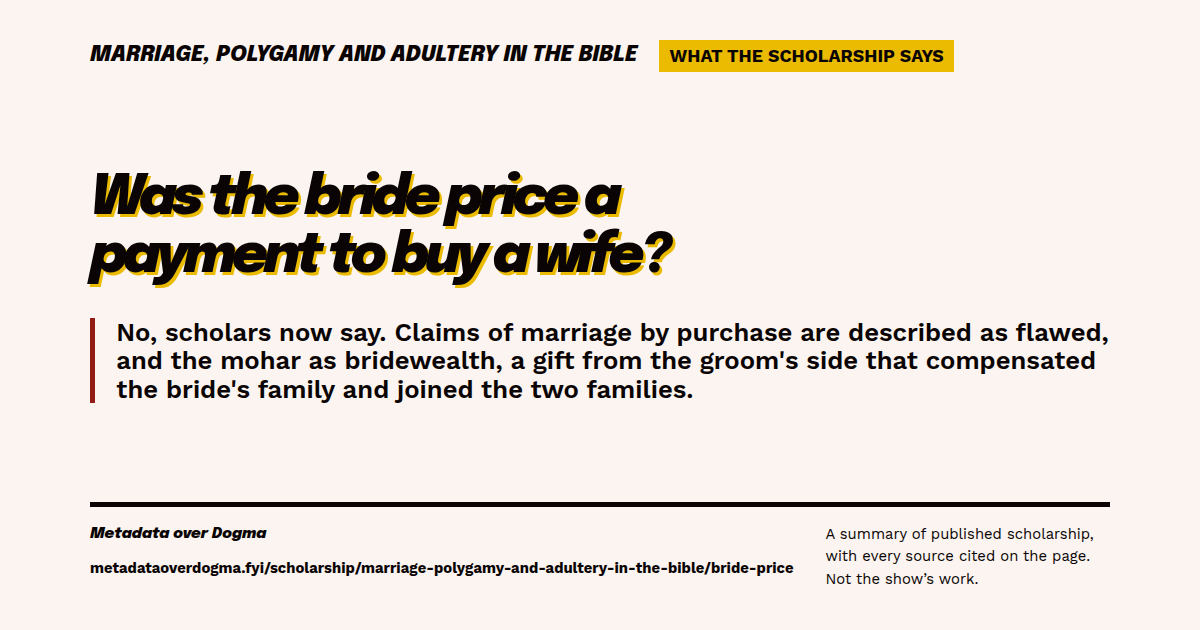 MARRIAGE, POLYGAMY AND ADULTERY IN THE BIBLE
WHAT THE SCHOLARSHIP SAYS
Was the bride price a
payment to buy a wife?
No, scholars now say. Claims of marriage by purchase are described as flawed,
and the mohar as bridewealth, a gift from the groom's side that compensated
the bride's family and joined the two families.
Metadata over Dogma
metadataoverdogma.fyi/scholarship/marriage-polygamy-and-adultery-in-the-bible/bride-price
A summary of published scholarship,
with every source cited on the page.
Not the show’s work.